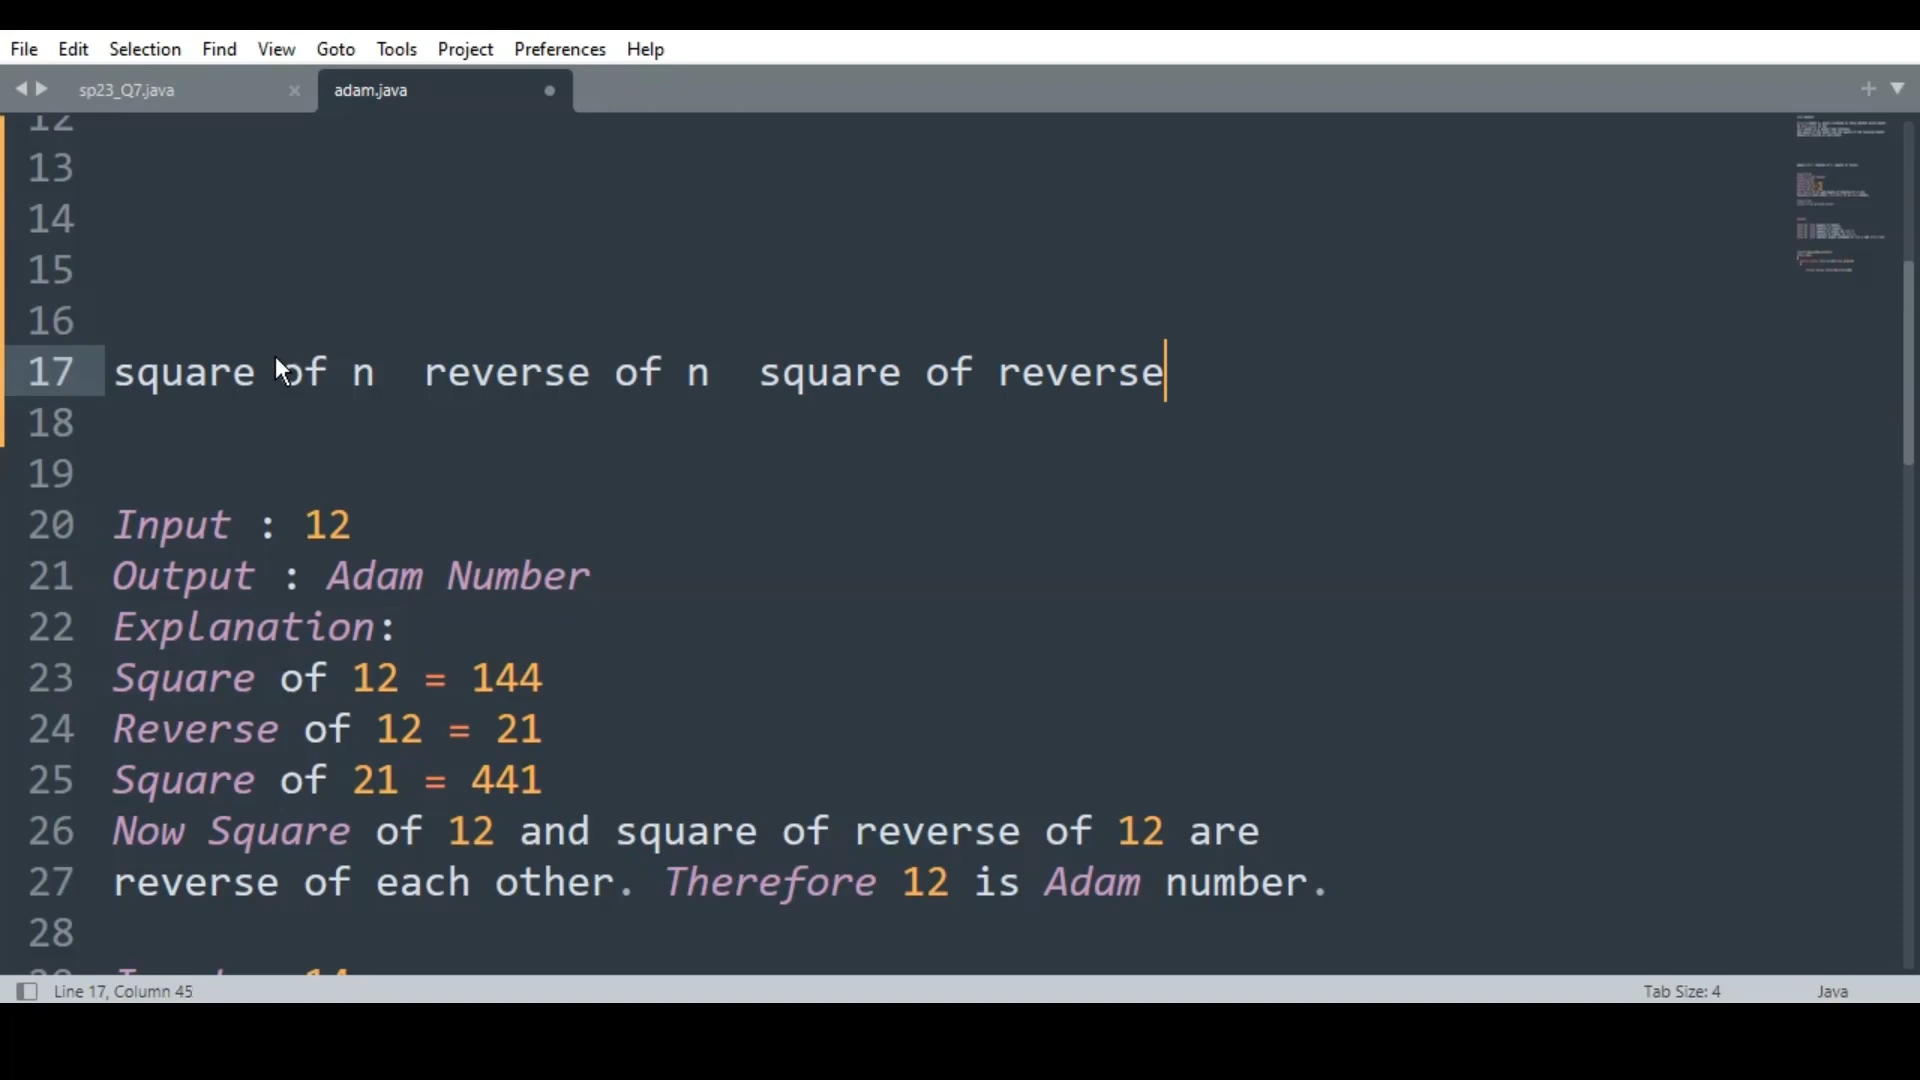 File Edit Selection Find View Goto Tools Project Preferences Help
sp23_Q7.java × adam.java
12
13
14
15
16
17 square of n  reverse of n  square of reverse
18
19
20 Input : 12
21 Output : Adam Number
22 Explanation:
23 Square of 12 = 144
24 Reverse of 12 = 21
25 Square of 21 = 441
26 Now Square of 12 and square of reverse of 12 are
27 reverse of each other. Therefore 12 is Adam number.
28
Line 17, Column 45 Tab Size: 4 Java